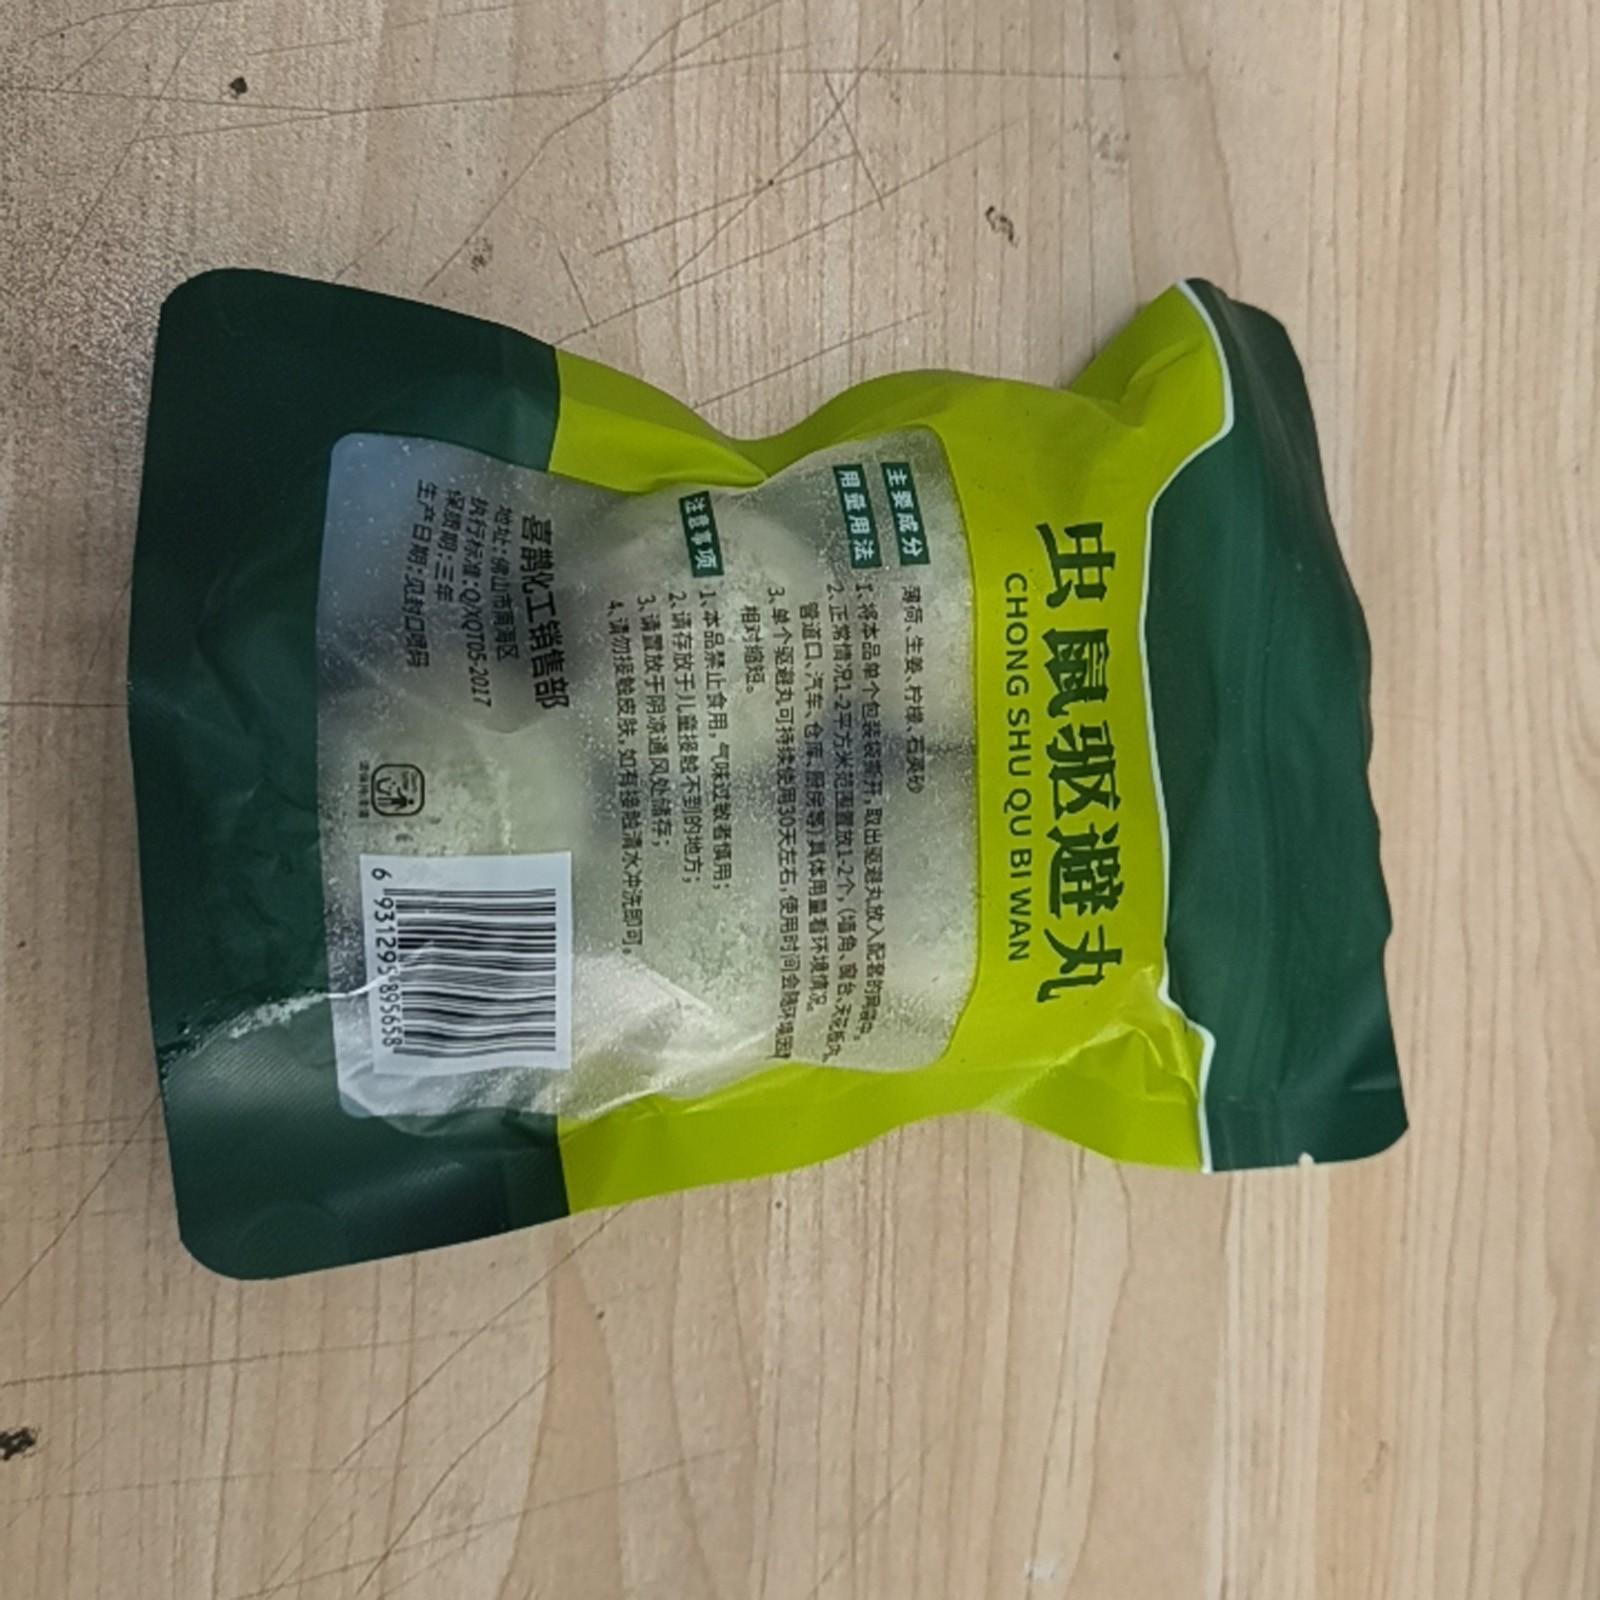 虫鼠驱避丸
CHONG SHU QU BI WAN
主要成分 薄荷、生姜、柠檬、石英砂
用量用法 1、将本品单个包装袋撕开,取出驱避丸放入配套的网袋中,
2、正常情况1-2平方米范围置放1-2个,(墙角、窗台、天花板内
管道口、汽车、仓库、厨房等)具体用量看环境情况。
3、单个驱避丸可持续使用30天左右,使用时间会随环境因
相对缩短。
注意事项 1、本品禁止食用,气味过敏者慎用;
2、请存放于儿童接触不到的地方;
3、请置放于阴凉通风处储存;
4、请勿接触皮肤,如有接触清水冲洗即可。
喜鹊化工销售部
地址:佛山市南海区
执行标准:Q/XQT05-2017
保质期:三年
生产日期:见封口喷码
6 931295 895658